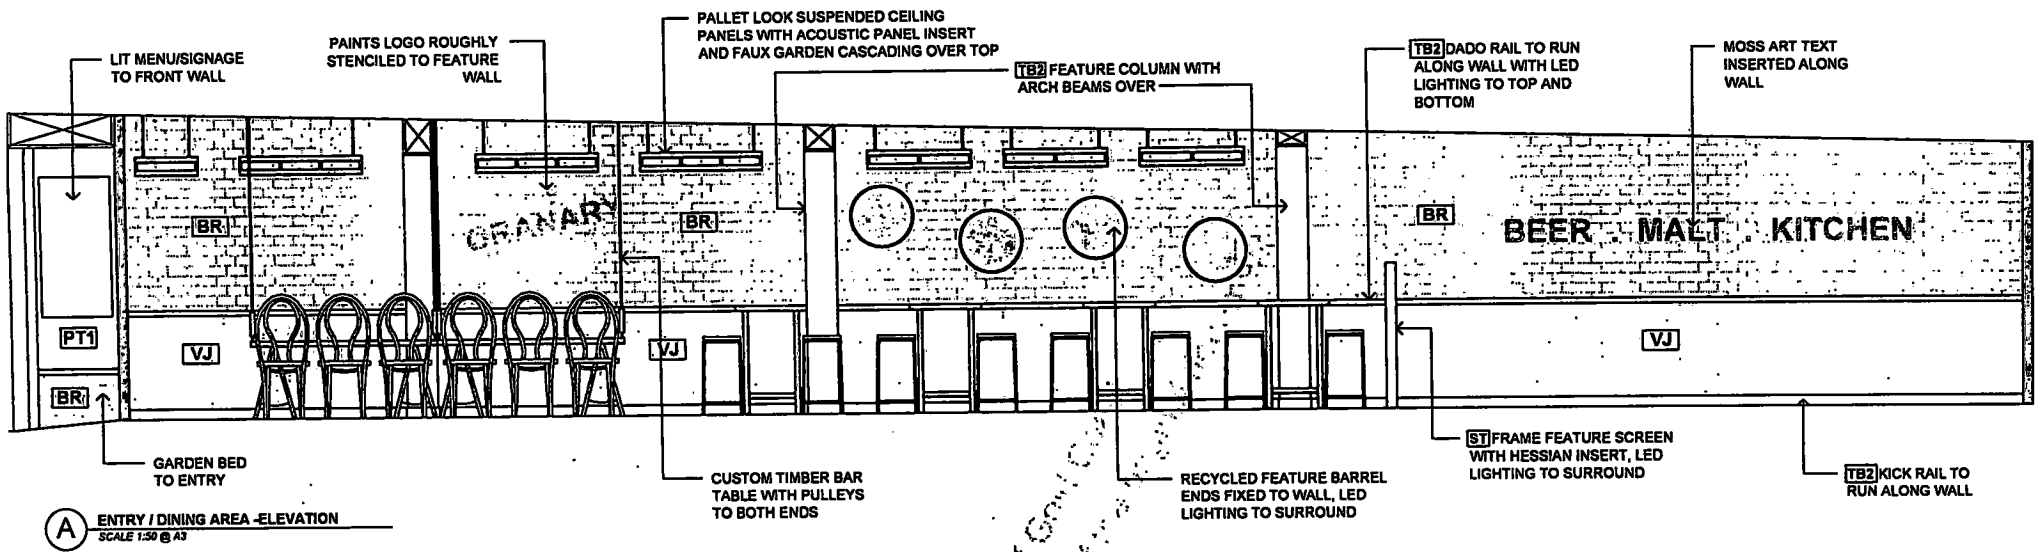 PALLET LOOK SUSPENDED CEILING
PANELS WITH ACOUSTIC PANEL INSERT
AND FAUX GARDEN CASCADING OVER TOP
PAINTS LOGO ROUGHLY
STENCILED TO FEATURE
WALL
LIT MENU/SIGNAGE
TO FRONT WALL
TB2 FEATURE COLUMN WITH
ARCH BEAMS OVER
TB2 DADO RAIL TO RUN
ALONG WALL WITH LED
LIGHTING TO TOP AND
BOTTOM
MOSS ART TEXT
INSERTED ALONG
WALL
BR
GRANARY
BR
BR
BEER . MALT . KITCHEN
PT1
VJ
VJ
VJ
BR
GARDEN BED
TO ENTRY
CUSTOM TIMBER BAR
TABLE WITH PULLEYS
TO BOTH ENDS
RECYCLED FEATURE BARREL
ENDS FIXED TO WALL, LED
LIGHTING TO SURROUND
ST FRAME FEATURE SCREEN
WITH HESSIAN INSERT, LED
LIGHTING TO SURROUND
TB2 KICK RAIL TO
RUN ALONG WALL
A ENTRY / DINING AREA -ELEVATION
SCALE 1:50 @ A3